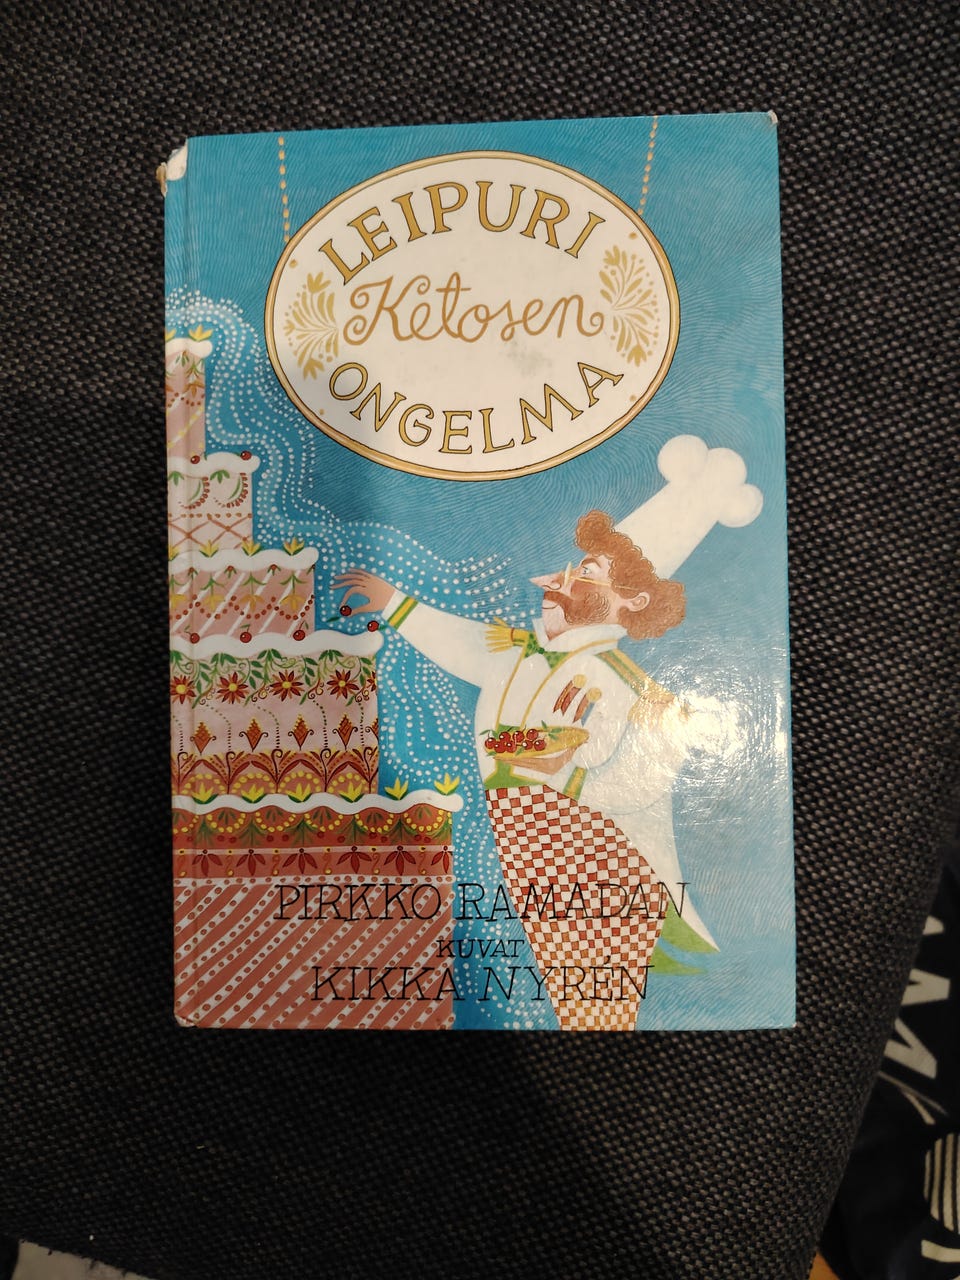 LEIPURI
Ketosen
ONGELMA
PIRKKO RAMADAN
KUVAT
KIKKA NYRÉN